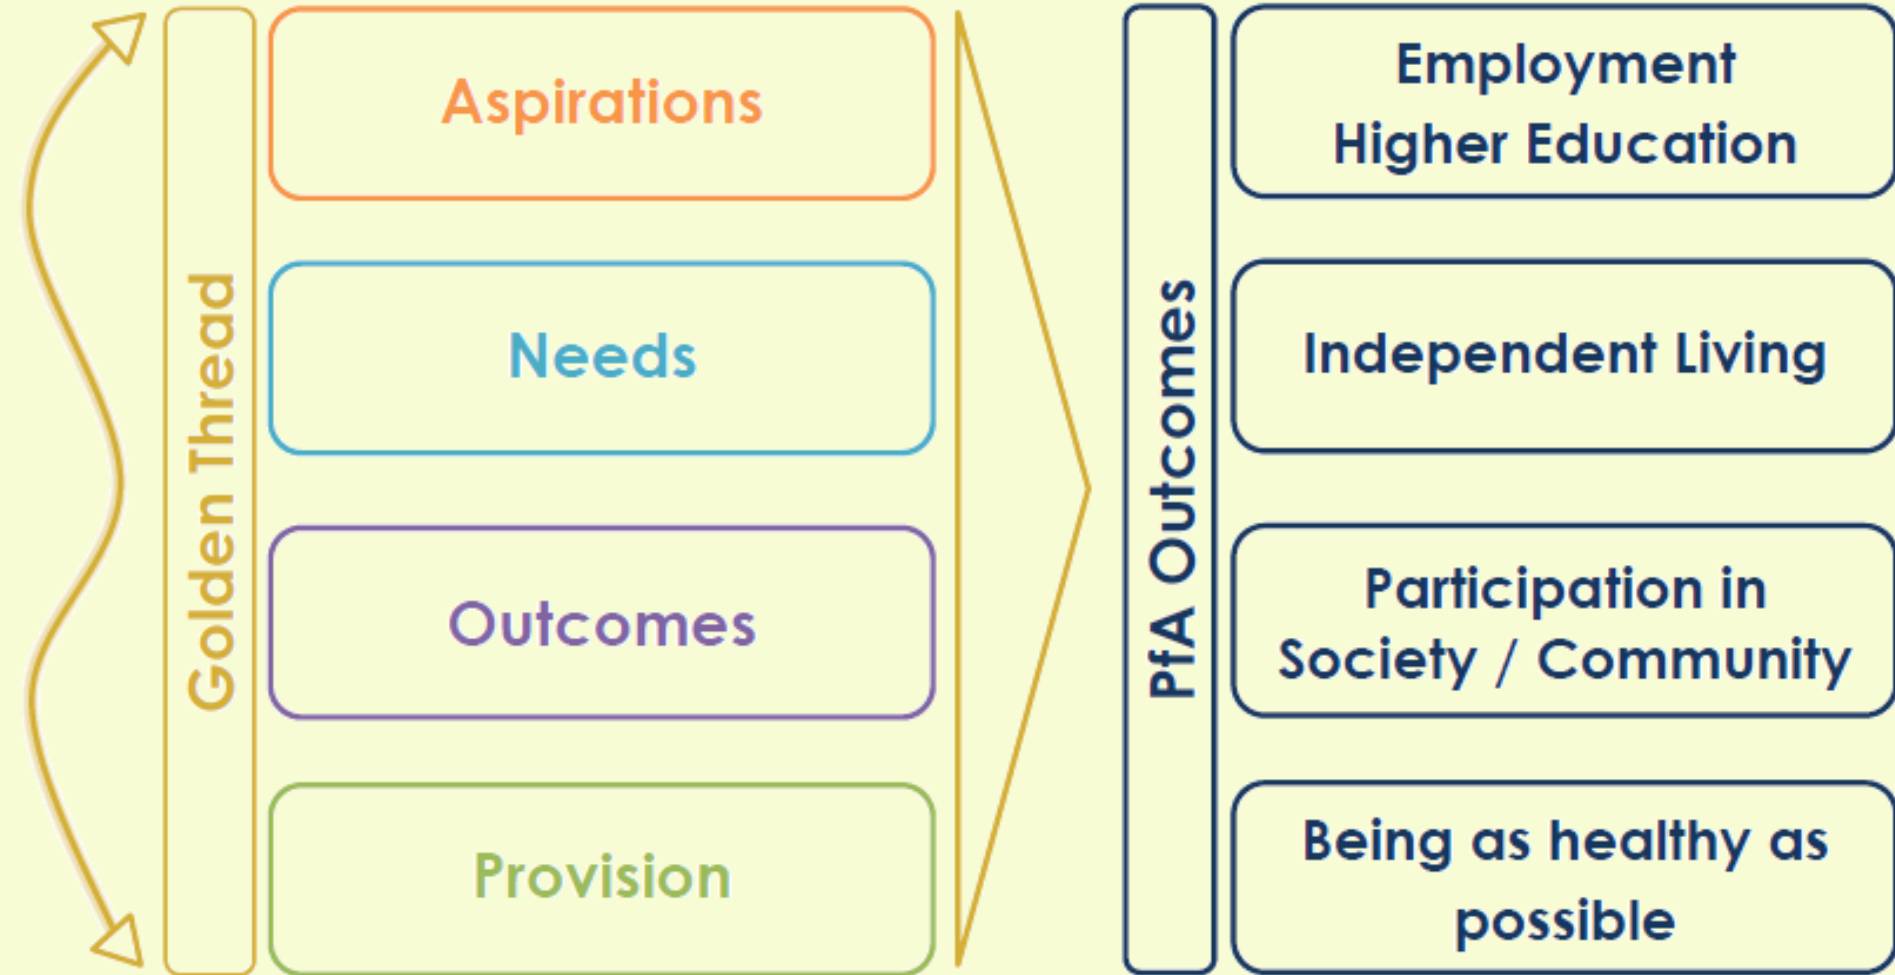 Golden Thread
Aspirations
Needs
Outcomes
Provision
PfA Outcomes
Employment
Higher Education
Independent Living
Participation in
Society / Community
Being as healthy as
possible